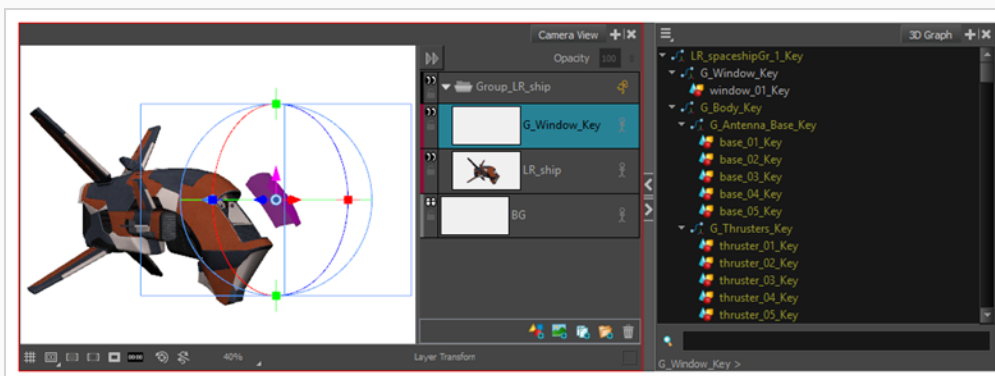 Camera View
Opacity 100
Group_LR_ship
G_Window_Key
LR_ship
BG
40%
Layer Transform
3D Graph
LR_spaceshipGr_1_Key
G_Window_Key
window_01_Key
G_Body_Key
G_Antenna_Base_Key
base_01_Key
base_02_Key
base_03_Key
base_04_Key
base_05_Key
G_Thrusters_Key
thruster_01_Key
thruster_02_Key
thruster_03_Key
thruster_04_Key
thruster_05_Key
G_Window_Key >